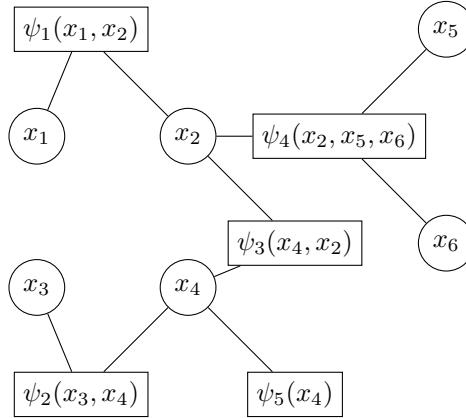 ψ₁(x₁, x₂)
x₅
x₁
x₂
ψ₄(x₂, x₅, x₆)
ψ₃(x₄, x₂)
x₆
x₃
x₄
ψ₂(x₃, x₄)
ψ₅(x₄)